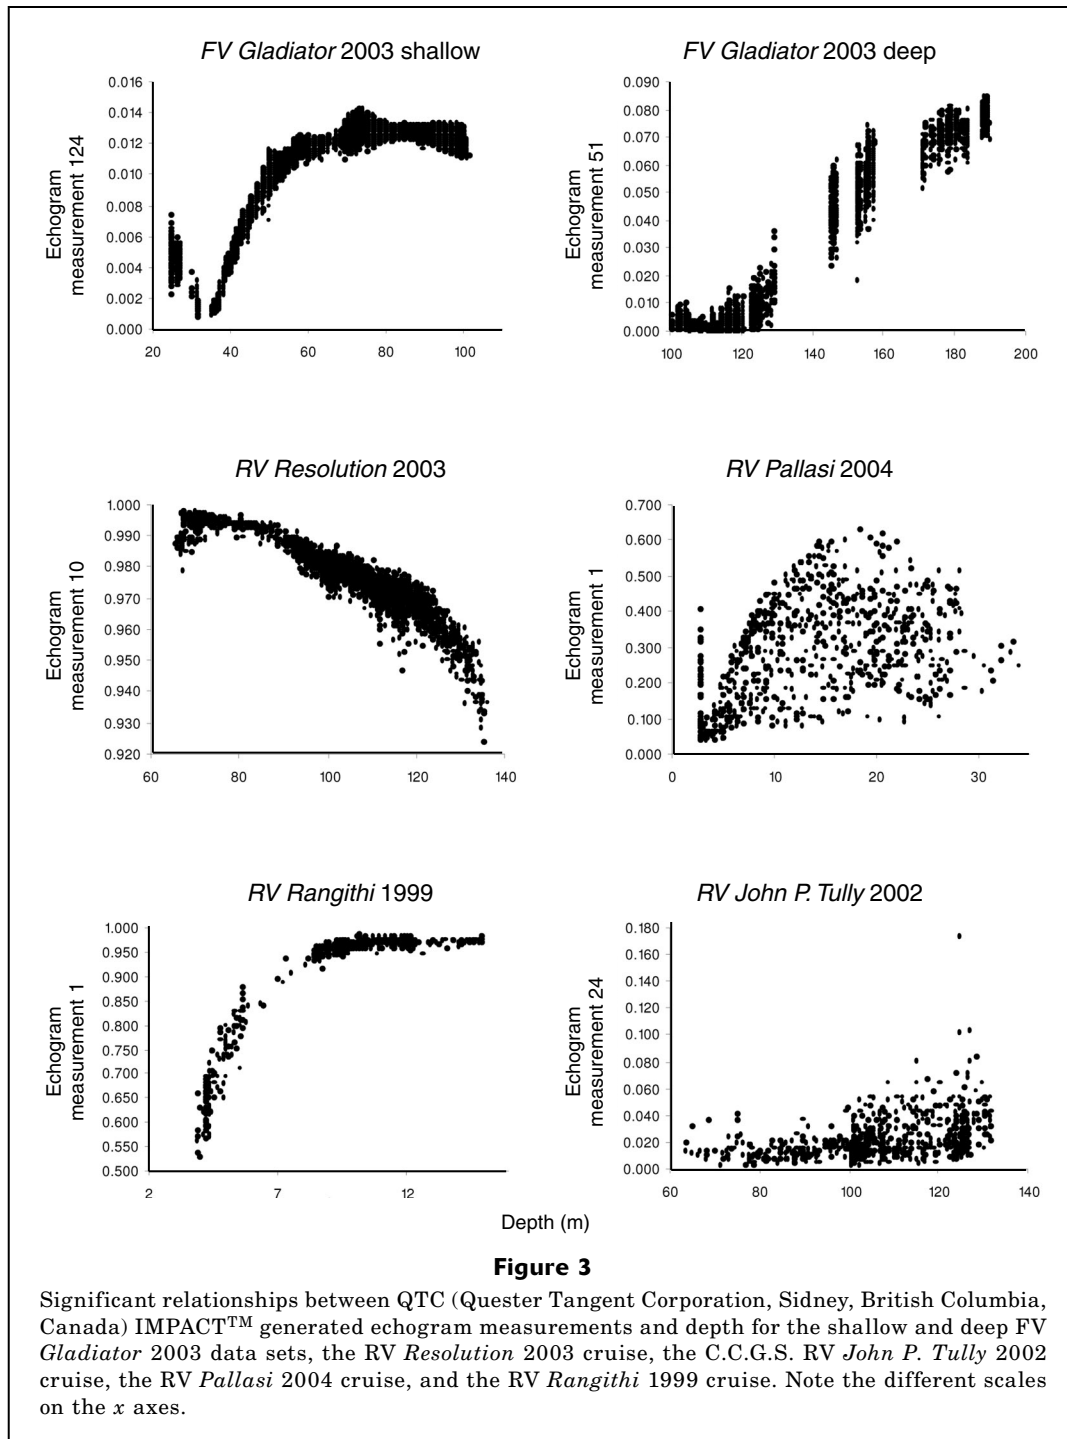 FV Gladiator 2003 shallow
Echogram
measurement 124
0.016
0.014
0.012
0.010
0.008
0.006
0.004
0.002
0.000
20 40 60 80 100
FV Gladiator 2003 deep
Echogram
measurement 51
0.090
0.080
0.070
0.060
0.050
0.040
0.030
0.020
0.010
0.000
100 120 140 160 180 200
RV Resolution 2003
Echogram
measurement 10
1.000
0.990
0.980
0.970
0.960
0.950
0.940
0.930
0.920
60 80 100 120 140
RV Pallasi 2004
Echogram
measurement 1
0.700
0.600
0.500
0.400
0.300
0.200
0.100
0.000
0 10 20 30
RV Rangithi 1999
Echogram
measurement 1
1.000
0.950
0.900
0.850
0.800
0.750
0.700
0.650
0.600
0.550
0.500
2 7 12
RV John P. Tully 2002
Echogram
measurement 24
0.180
0.160
0.140
0.120
0.100
0.080
0.060
0.040
0.020
0.000
60 80 100 120 140
Depth (m)
Figure 3
Significant relationships between QTC (Quester Tangent Corporation, Sidney, British Columbia,
Canada) IMPACT™ generated echogram measurements and depth for the shallow and deep FV
Gladiator 2003 data sets, the RV Resolution 2003 cruise, the C.C.G.S. RV John P. Tully 2002
cruise, the RV Pallasi 2004 cruise, and the RV Rangithi 1999 cruise. Note the different scales
on the x axes.